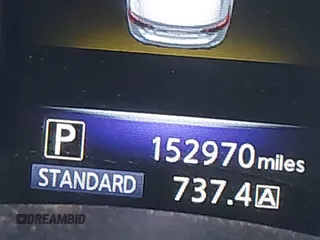 P 152970 miles
STANDARD 737.4 A
DREAMBID